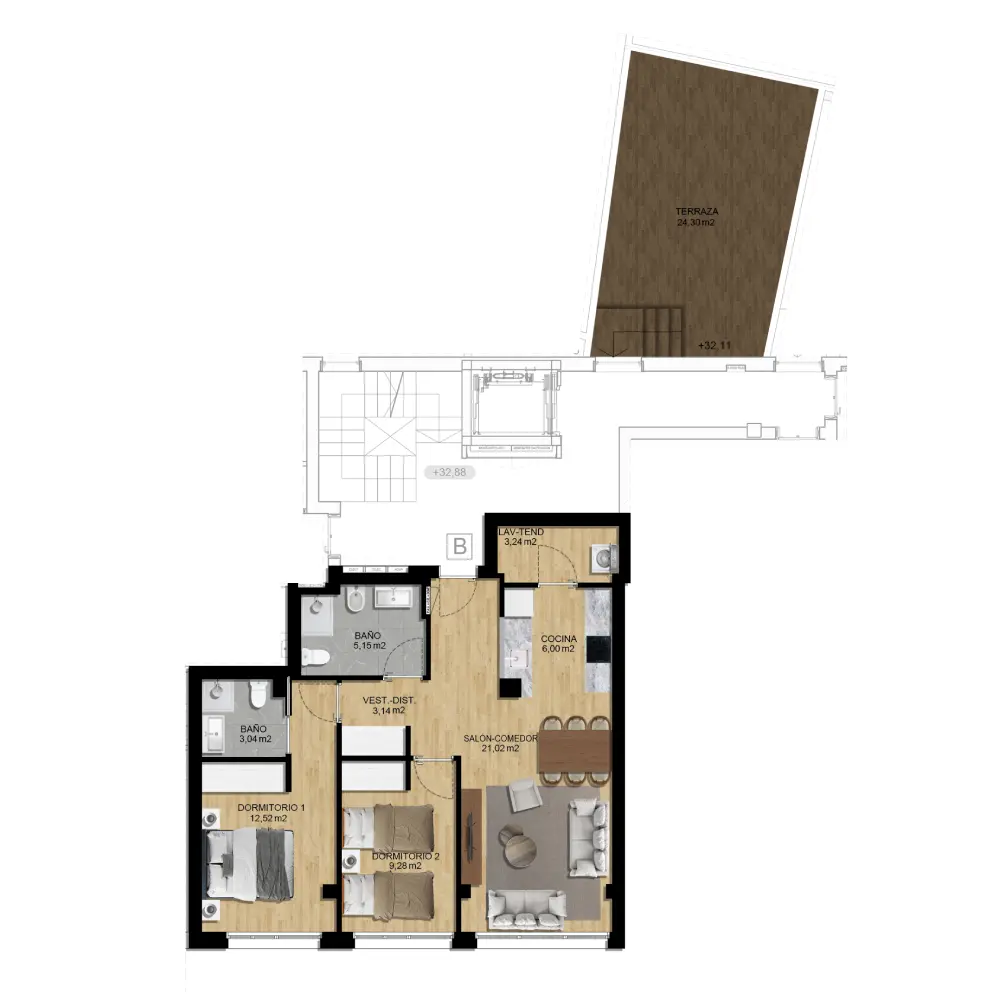 TERRAZA
24,30 m2
+32,11
+32,88
B
LAV-TEND
3,24 m2
BAÑO
5,15 m2
COCINA
6,00 m2
VEST.-DIST.
3,14 m2
BAÑO
3,04 m2
SALON-COMEDOR
21,02 m2
DORMITORIO 1
12,52 m2
DORMITORIO 2
9,28 m2